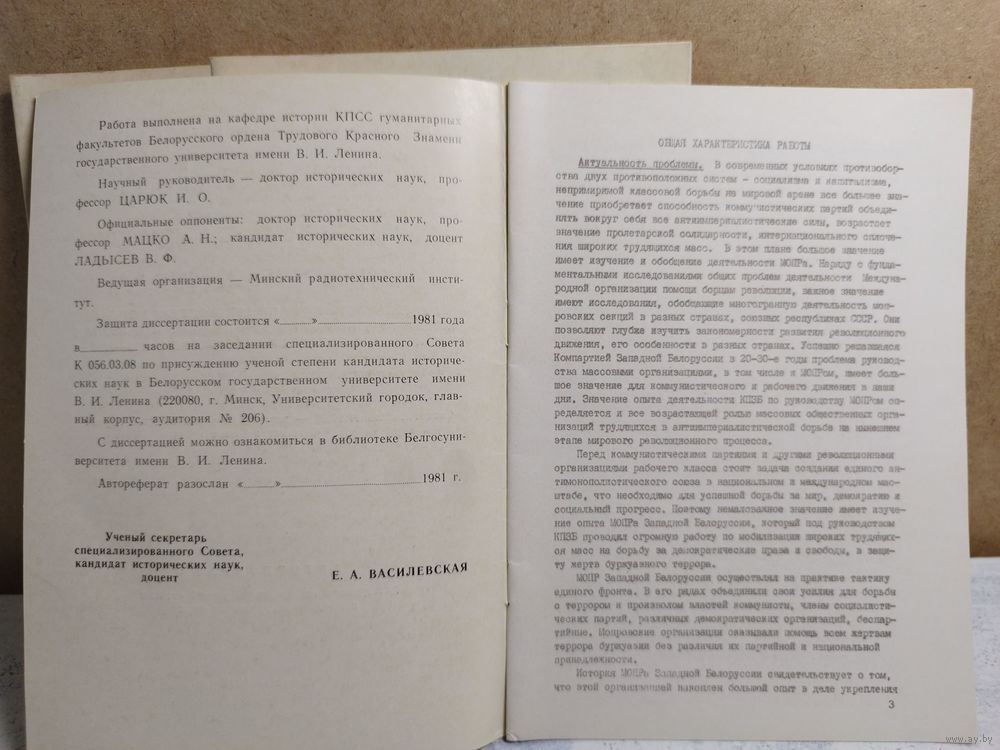 Работа выполнена на кафедре истории КПСС гуманитарных
факультетов Белорусского ордена Трудового Красного Знамени
государственного университета имени В. И. Ленина.
Научный руководитель — доктор исторических наук, про-
фессор ЦАРЮК И. О.
Официальные оппоненты: доктор исторических наук, про-
фессор МАЦКО А. Н.; кандидат исторических наук, доцент
ЛАДЫСЕВ В. Ф.
Ведущая организация — Минский радиотехнический инсти-
тут.
Защита диссертации состоится «______»______________1981 года
в_________ часов на заседании специализированного Совета
К 056.03.08 по присуждению ученой степени кандидата историче-
ских наук в Белорусском государственном университете имени
В. И. Ленина (220080, г. Минск, Университетский городок, глав-
ный корпус, аудитория № 206).
С диссертацией можно ознакомиться в библиотеке Белгосуни-
верситета имени В. И. Ленина.
Автореферат разослан «______»______________1981 г.
Ученый секретарь
специализированного Совета,
кандидат исторических наук,
доцент
Е. А. ВАСИЛЕВСКАЯ
ОБЩАЯ ХАРАКТЕРИСТИКА РАБОТЫ
Актуальность проблемы. В современных условиях противобор-
ства двух противоположных систем - социализма и капитализма,
непримиримой классовой борьбы на мировой арене все большее зна-
чение приобретает способность коммунистических партий объеди-
нять вокруг себя все антиимпериалистические силы, возрастает
значение пролетарской солидарности, интернационального сплоче-
ния широких трудящихся масс. В этом плане большое значение
имеет изучение и обобщение деятельности МОПРа. Наряду с фунда-
ментальными исследованиями общих проблем деятельности Междуна-
родной организации помощи борцам революции, важное значение
имеют исследования, обобщающие многогранную деятельность мопров-
ровских секций в разных странах, союзных республиках СССР. Они
позволяют глубже изучить закономерности развития революционного
движения, его особенности в разных странах. Успешно решавшаяся
Компартией Западной Белоруссии в 20-30-е годы проблема руковод-
ства массовыми организациями, в том числе и МОПРом, имеет боль-
шое значение для коммунистического и рабочего движения в наши
дни. Значение опыта деятельности КПЗБ по руководству МОПРом оп-
ределяется и все возрастающей ролью массовых общественных орга-
низаций трудящихся в антиимпериалистической борьбе на нынешнем
этапе мирового революционного процесса.
Перед коммунистическими партиями и другими революционными
организациями рабочего класса стоит задача создания единого ан-
тимонополистического союза в национальном и международном мас-
штабе, что необходимо для успешной борьбы за мир, демократию и
социальный прогресс. Поэтому немаловажное значение имеет изуче-
ние опыта МОПРа Западной Белоруссии, который под руководством
КПЗБ проводил огромную работу по мобилизации широких трудящих-
ся масс на борьбу за демократические права и свободы, в защи-
ту жертв буржуазного террора.
МОПР Западной Белоруссии осуществлял на практике тактику
единого фронта. В его рядах объединили свои усилия для борьбы
с террором и произволом властей коммунисты, члены социалисти-
ческих партий, различных демократических организаций, беспар-
тийные. Мопровские организации оказывали помощь всем жертвам
террора буржуазии без различия их партийной и национальной
принадлежности.
История МОПРа Западной Белоруссии свидетельствует о том,
что этой организацией накоплен большой опыт в деле укрепления
3
www.ay.by